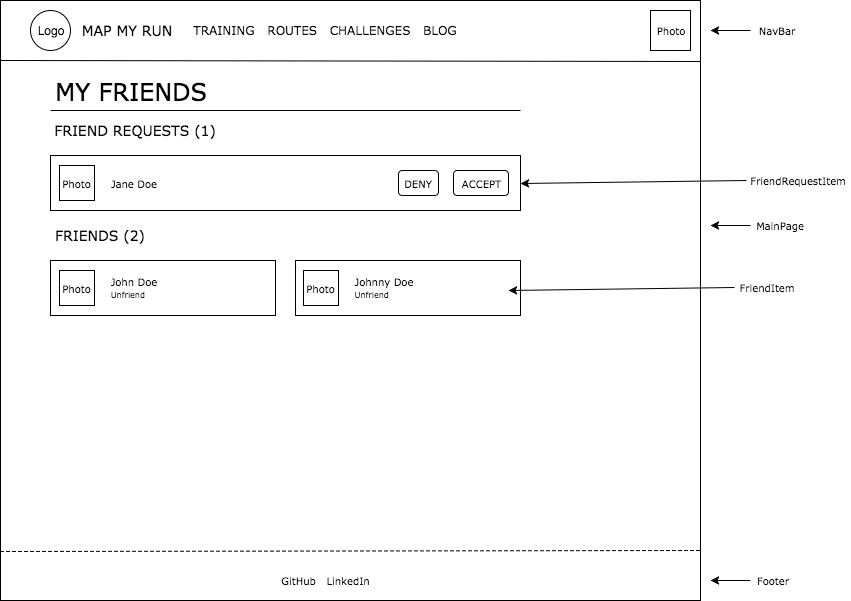 Logo MAP MY RUN TRAINING ROUTES CHALLENGES BLOG Photo NavBar
MY FRIENDS
FRIEND REQUESTS (1)
Photo Jane Doe DENY ACCEPT FriendRequestItem
MainPage
FRIENDS (2)
Photo John Doe
Unfriend
Photo Johnny Doe
Unfriend
FriendItem
GitHub LinkedIn Footer